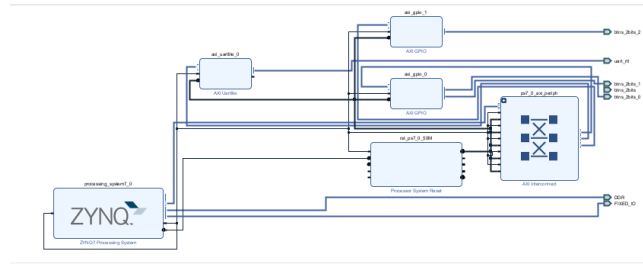 axi_gpio_1
AXI GPIO
btns_2bits_2
axi_uartlite_0
AXI Uartlite
uart_rtl
axi_gpio_0
AXI GPIO
btns_2bits_1
btns_2bits
btns_2bits_0
ps7_0_axi_periph
AXI Interconnect
rst_ps7_0_50M
Processor System Reset
processing_system7_0
ZYNQ
ZYNQ7 Processing System
DDR
FIXED_IO